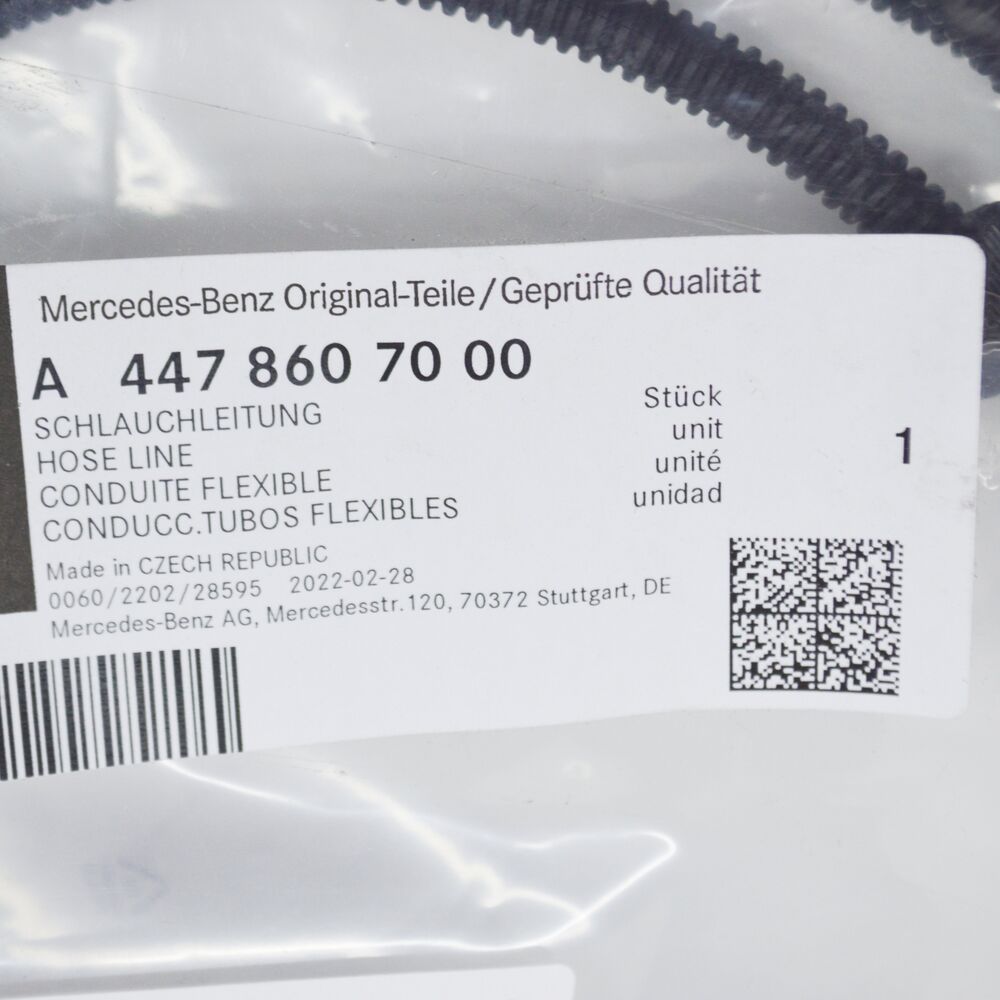 Mercedes-Benz Original-Teile/Geprüfte Qualität
A 447 860 70 00
SCHLAUCHLEITUNG
HOSE LINE
CONDUITE FLEXIBLE
CONDUCC.TUBOS FLEXIBLES
Stück
unit
unité
unidad
1
Made in CZECH REPUBLIC
0060/2202/28595 2022-02-28
Mercedes-Benz AG, Mercedesstr.120, 70372 Stuttgart, DE